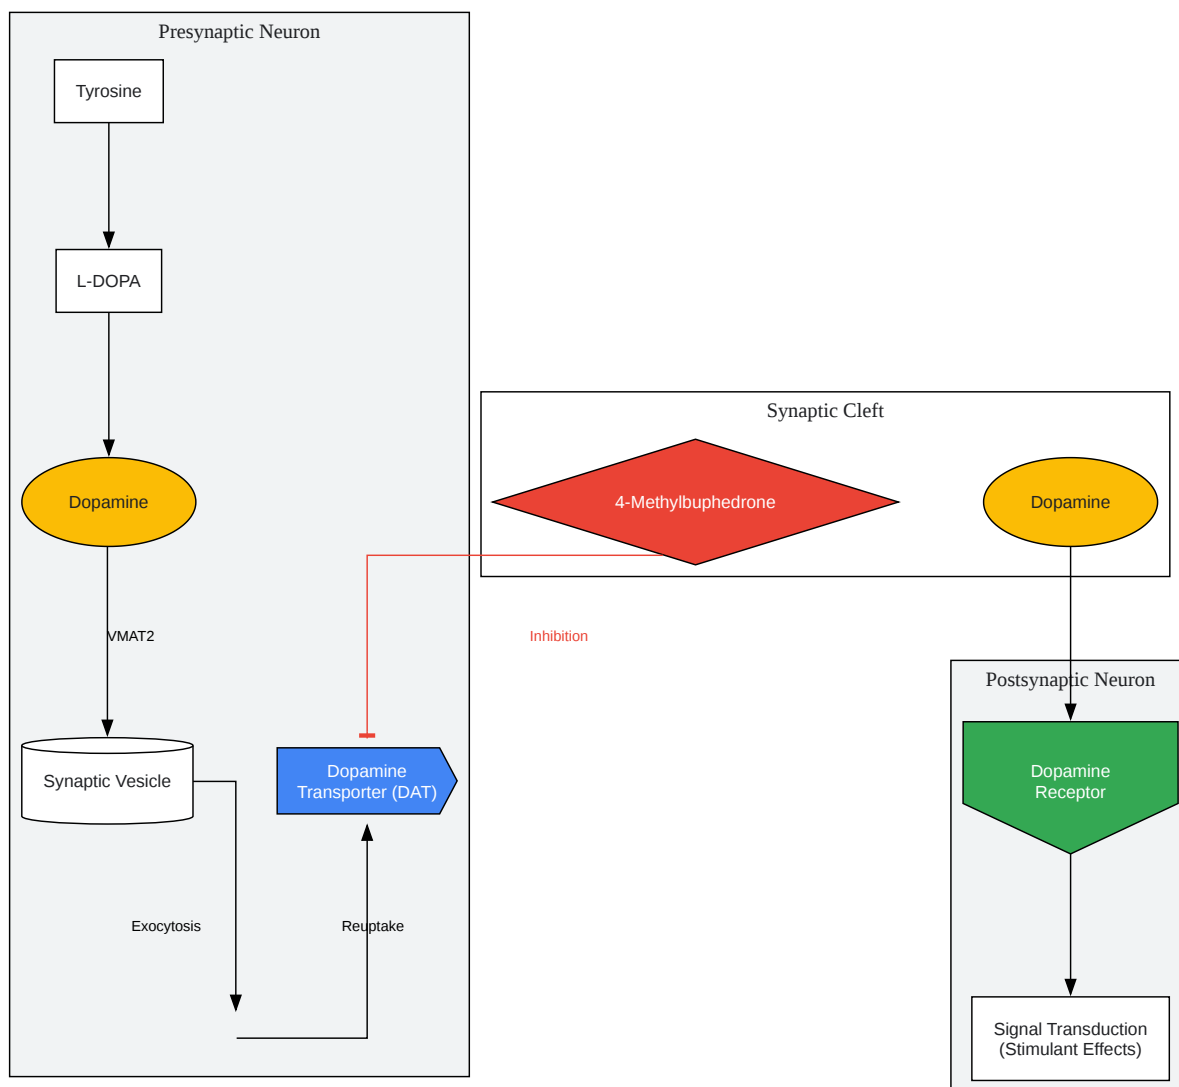 Presynaptic Neuron
Tyrosine
L-DOPA
Synaptic Cleft
Dopamine
4-Methylbuphedrone
Dopamine
VMAT2
Inhibition
Postsynaptic Neuron
Synaptic Vesicle
Dopamine
Transporter (DAT)
Dopamine
Receptor
Exocytosis
Reuptake
Signal Transduction
(Stimulant Effects)